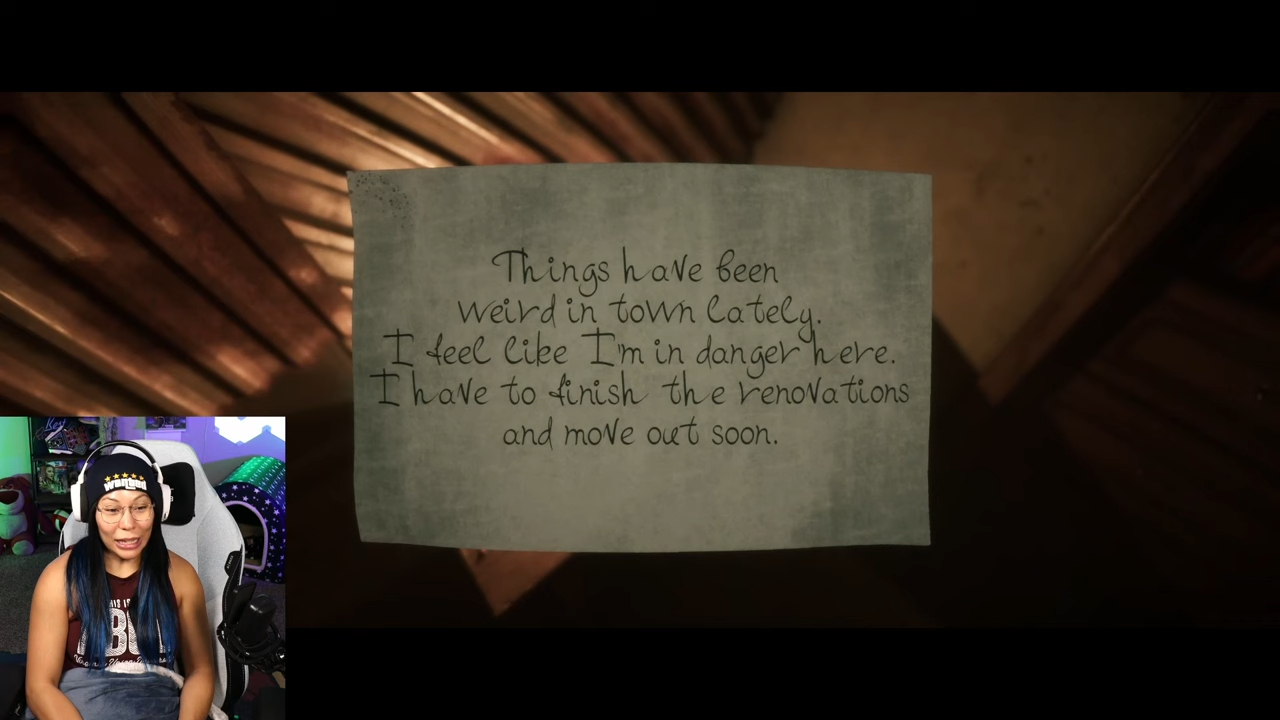 Things have been
weird in town lately.
I feel like I'm in danger here.
I have to finish the renovations
and move out soon.
wanted